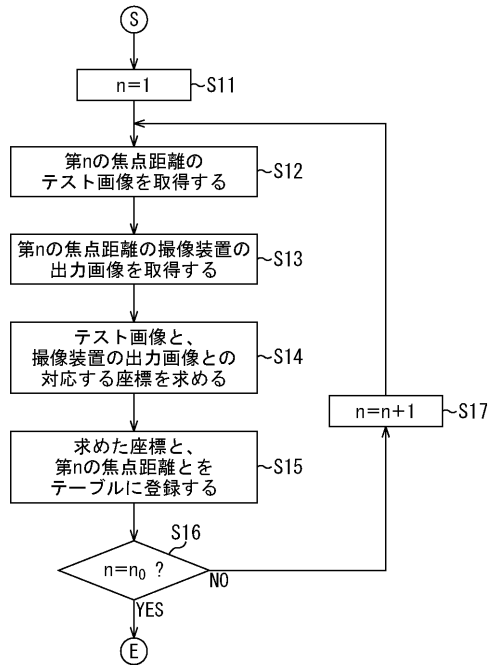 S
n=1
S11
第nの焦点距離の
テスト画像を取得する
S12
第nの焦点距離の撮像装置の
出力画像を取得する
S13
テスト画像と、
撮像装置の出力画像との
対応する座標を求める
S14
n=n+1
S17
求めた座標と、
第nの焦点距離とを
テーブルに登録する
S15
S16
n=n₀ ?
NO
YES
E